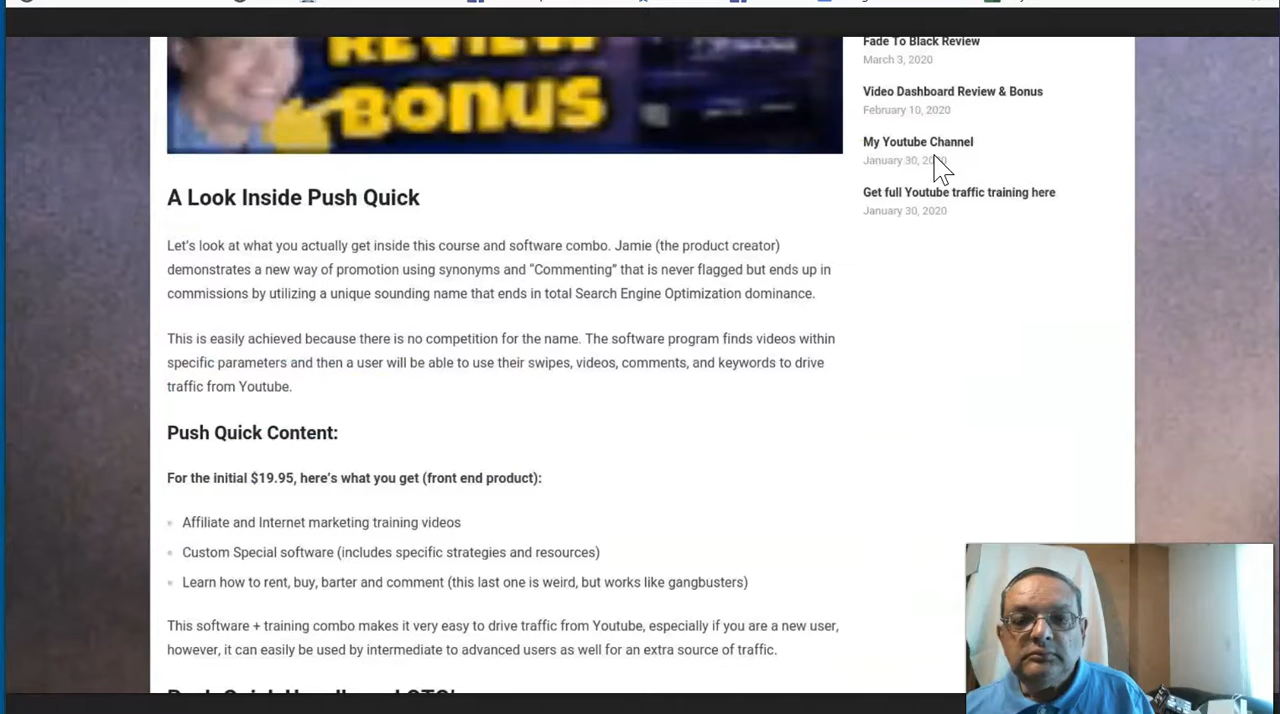 REVIEW
BONUS
A Look Inside Push Quick
Let's look at what you actually get inside this course and software combo. Jamie (the product creator)
demonstrates a new way of promotion using synonyms and "Commenting" that is never flagged but ends up in
commissions by utilizing a unique sounding name that ends in total Search Engine Optimization dominance.
This is easily achieved because there is no competition for the name. The software program finds videos within
specific parameters and then a user will be able to use their swipes, videos, comments, and keywords to drive
traffic from Youtube.
Push Quick Content:
For the initial $19.95, here's what you get (front end product):
Affiliate and Internet marketing training videos
Custom Special software (includes specific strategies and resources)
Learn how to rent, buy, barter and comment (this last one is weird, but works like gangbusters)
This software + training combo makes it very easy to drive traffic from Youtube, especially if you are a new user,
however, it can easily be used by intermediate to advanced users as well for an extra source of traffic.
Fade To Black Review
March 3, 2020
Video Dashboard Review & Bonus
February 10, 2020
My Youtube Channel
January 30, 2020
Get full Youtube traffic training here
January 30, 2020